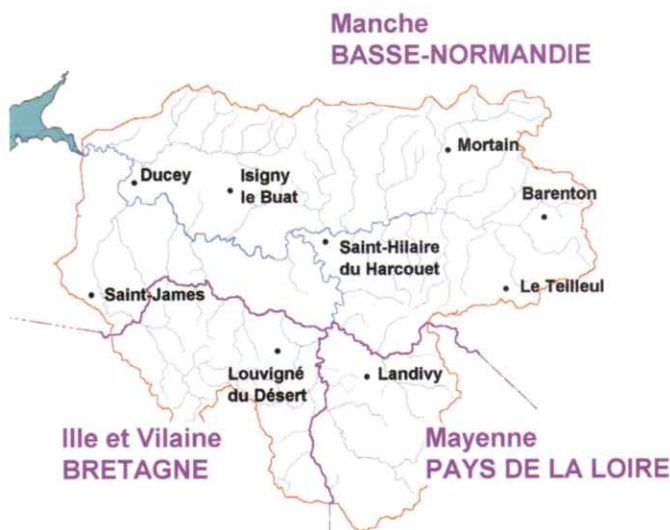 Manche
BASSE-NORMANDIE
Mortain
Ducey
Isigny
le Buat
Barenton
Saint-Hilaire
du Harcouet
Le Teilleul
Saint-James
Louvigné
du Désert
Landivy
Ille et Vilaine
BRETAGNE
Mayenne
PAYS DE LA LOIRE